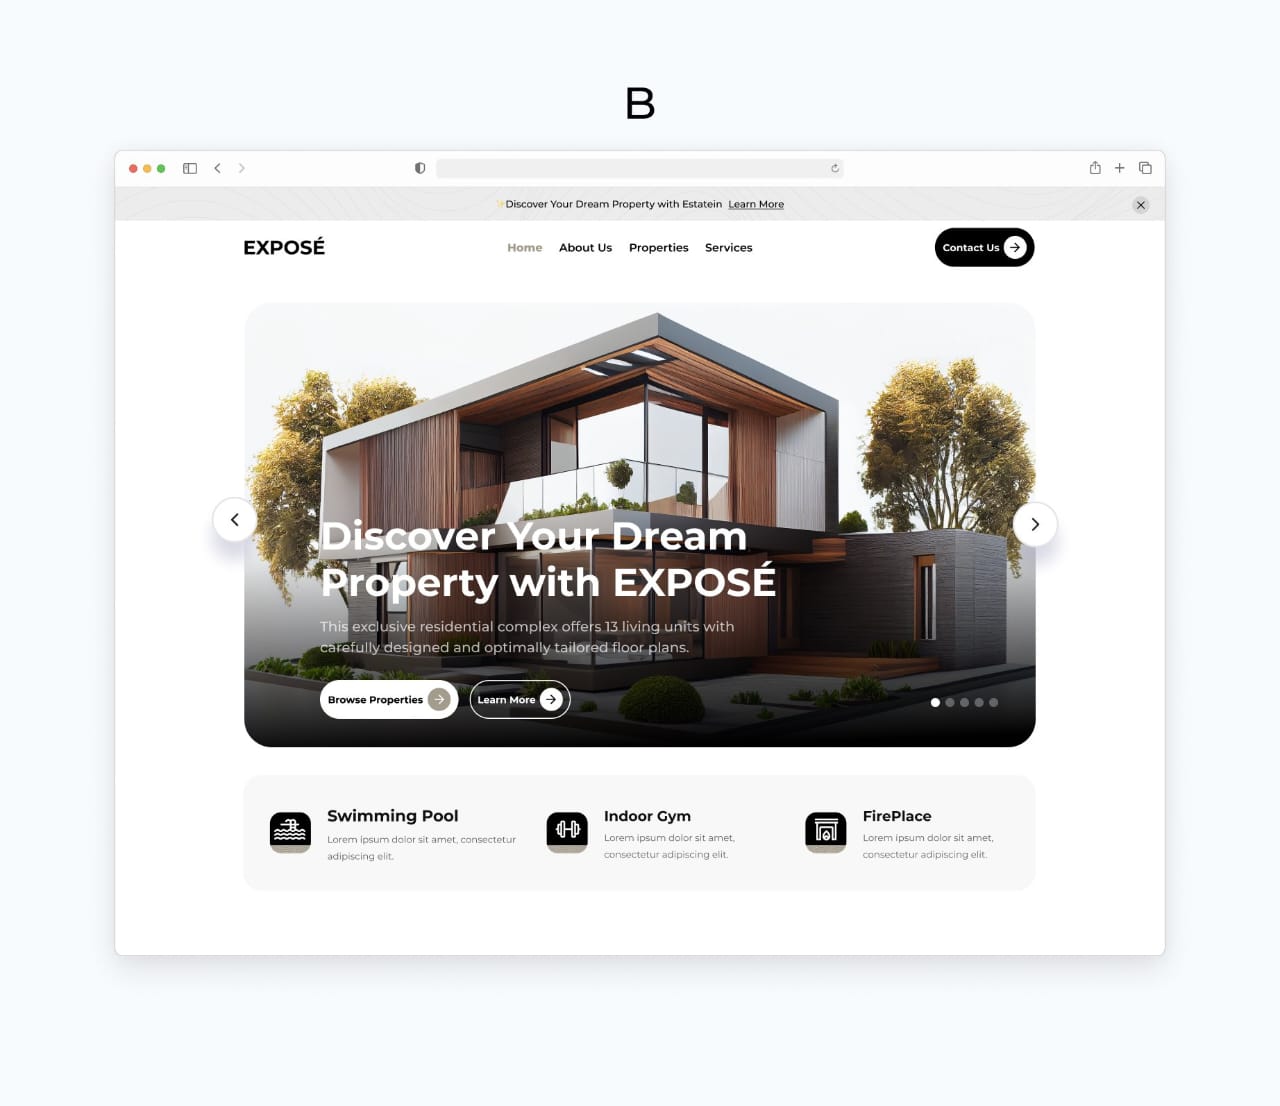 B
✨Discover Your Dream Property with Estatein Learn More
EXPOSÉ
Home About Us Properties Services
Contact Us
Discover Your Dream
Property with EXPOSÉ
This exclusive residential complex offers 13 living units with
carefully designed and optimally tailored floor plans.
Browse Properties
Learn More
Swimming Pool
Lorem ipsum dolor sit amet, consectetur
adipiscing elit.
Indoor Gym
Lorem ipsum dolor sit amet,
consectetur adipiscing elit.
FirePlace
Lorem ipsum dolor sit amet,
consectetur adipiscing elit.